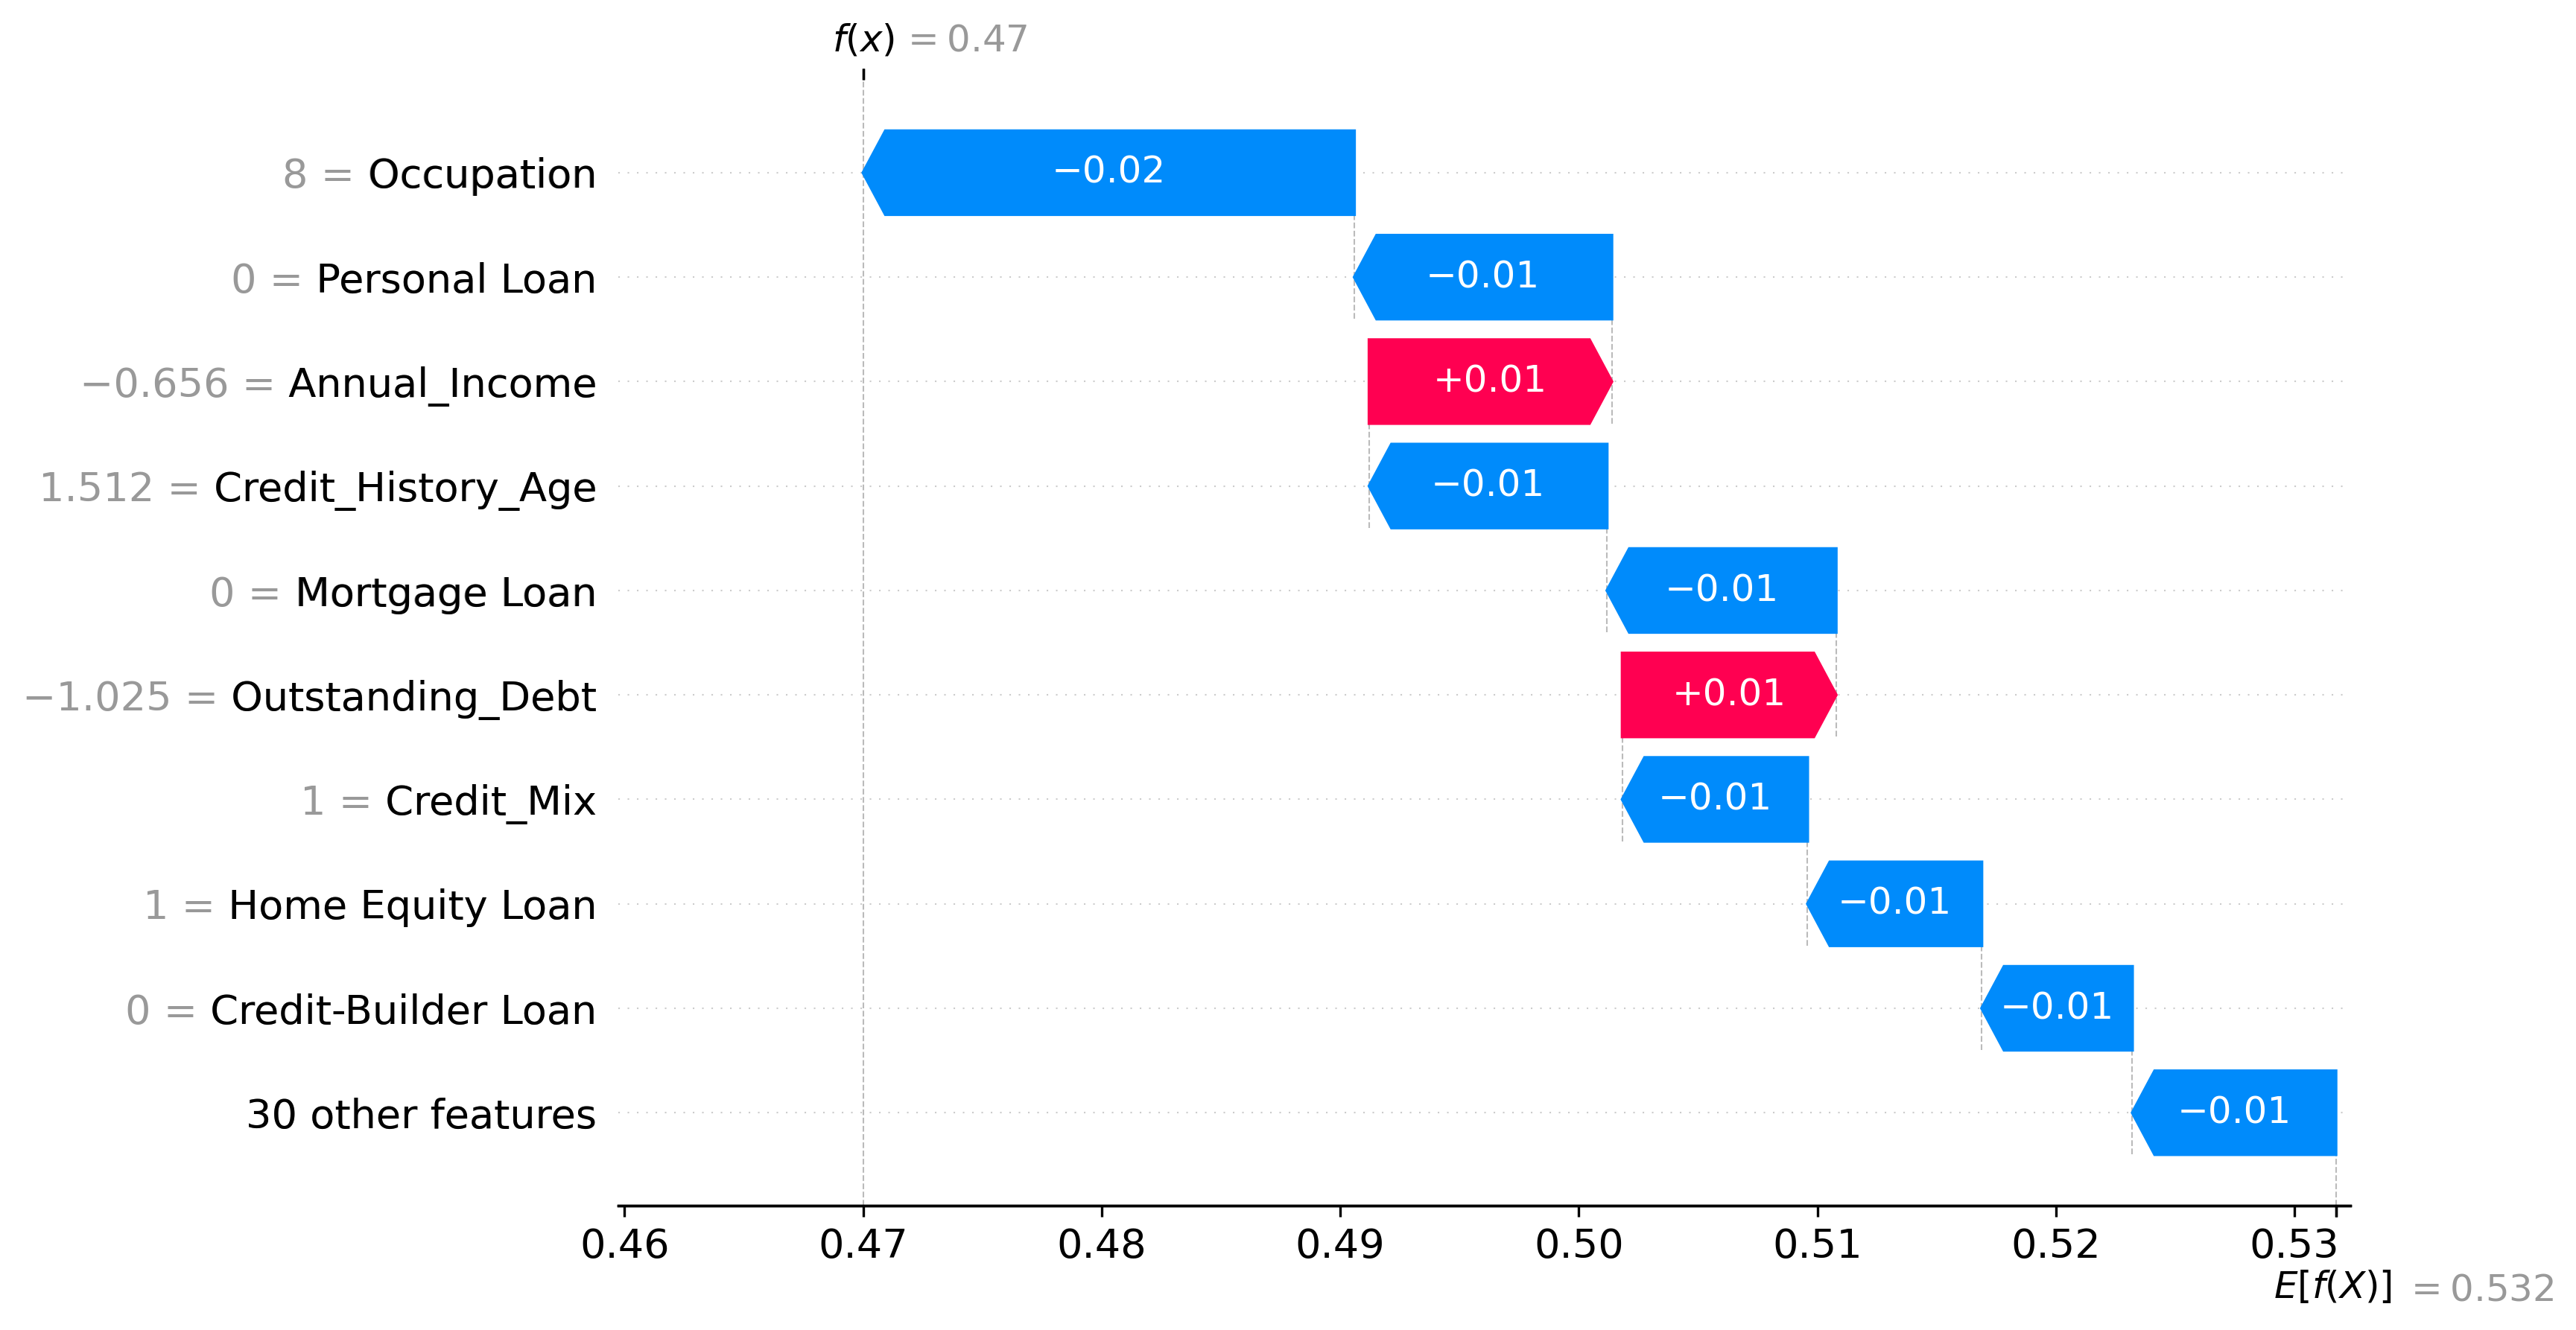 f(x) = 0.47
8 = Occupation −0.02
0 = Personal Loan −0.01
−0.656 = Annual_Income +0.01
1.512 = Credit_History_Age −0.01
0 = Mortgage Loan −0.01
−1.025 = Outstanding_Debt +0.01
1 = Credit_Mix −0.01
1 = Home Equity Loan −0.01
0 = Credit-Builder Loan −0.01
30 other features −0.01
0.46 0.47 0.48 0.49 0.50 0.51 0.52 0.53
E[f(X)] = 0.532